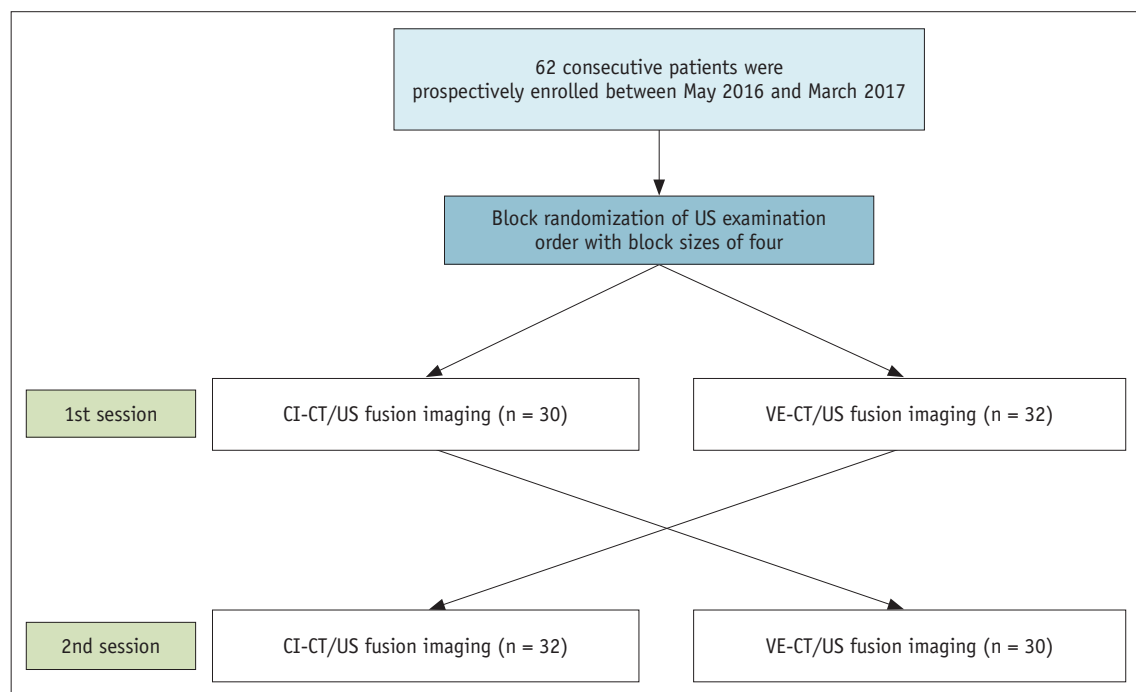 62 consecutive patients were
prospectively enrolled between May 2016 and March 2017
Block randomization of US examination
order with block sizes of four
1st session
CI-CT/US fusion imaging (n = 30)
VE-CT/US fusion imaging (n = 32)
2nd session
CI-CT/US fusion imaging (n = 32)
VE-CT/US fusion imaging (n = 30)